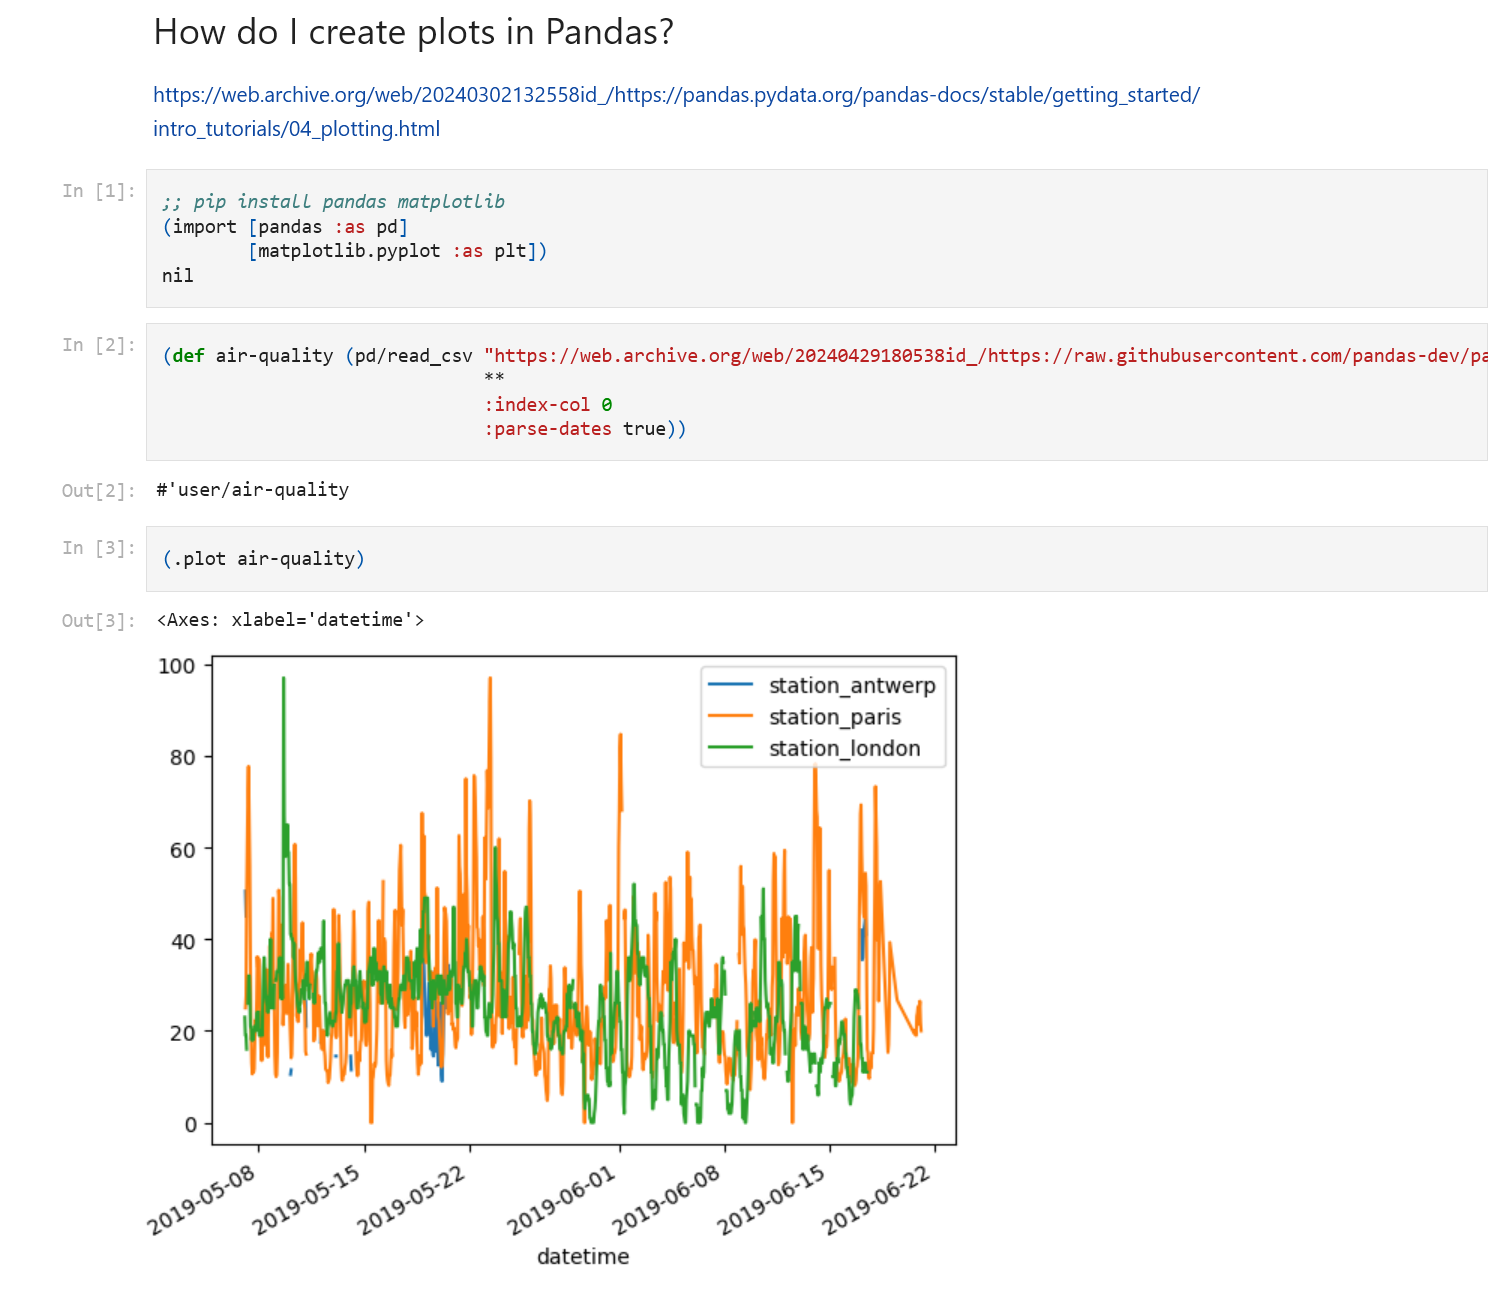 How do I create plots in Pandas?
https://web.archive.org/web/20240302132558id_/https://pandas.pydata.org/pandas-docs/stable/getting_started/
intro_tutorials/04_plotting.html
In [1]:
;; pip install pandas matplotlib
(import [pandas :as pd]
[matplotlib.pyplot :as plt])
nil
In [2]:
(def air-quality (pd/read_csv "https://web.archive.org/web/20240429180538id_/https://raw.githubusercontent.com/pandas-dev/pa
**
:index-col 0
:parse-dates true))
Out[2]:
#'user/air-quality
In [3]:
(.plot air-quality)
Out[3]:
<Axes: xlabel='datetime'>
100
80
60
40
20
0
station_antwerp
station_paris
station_london
2019-05-08
2019-05-15
2019-05-22
2019-06-01
2019-06-08
2019-06-15
2019-06-22
datetime